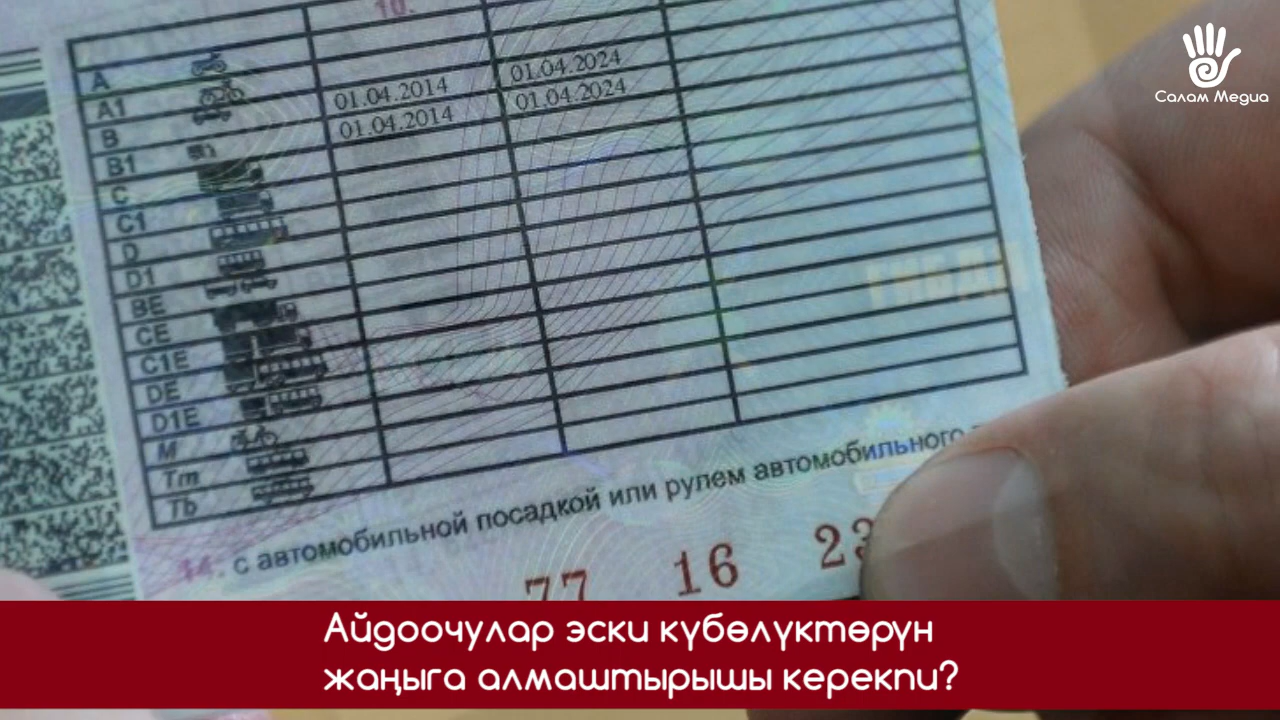 Салам Медиа
10.
A
A1
B 01.04.2014 01.04.2024
B1 01.04.2014 01.04.2024
C
C1
D
D1
BE
CE
C1E
DE
D1E
M
Tm
Tb
14. с автомобильной посадкой или рулем автомобильного
77 16 23
Айдоочулар эски күбөлүктөрүн
жаңыга алмаштырышы керекпи?